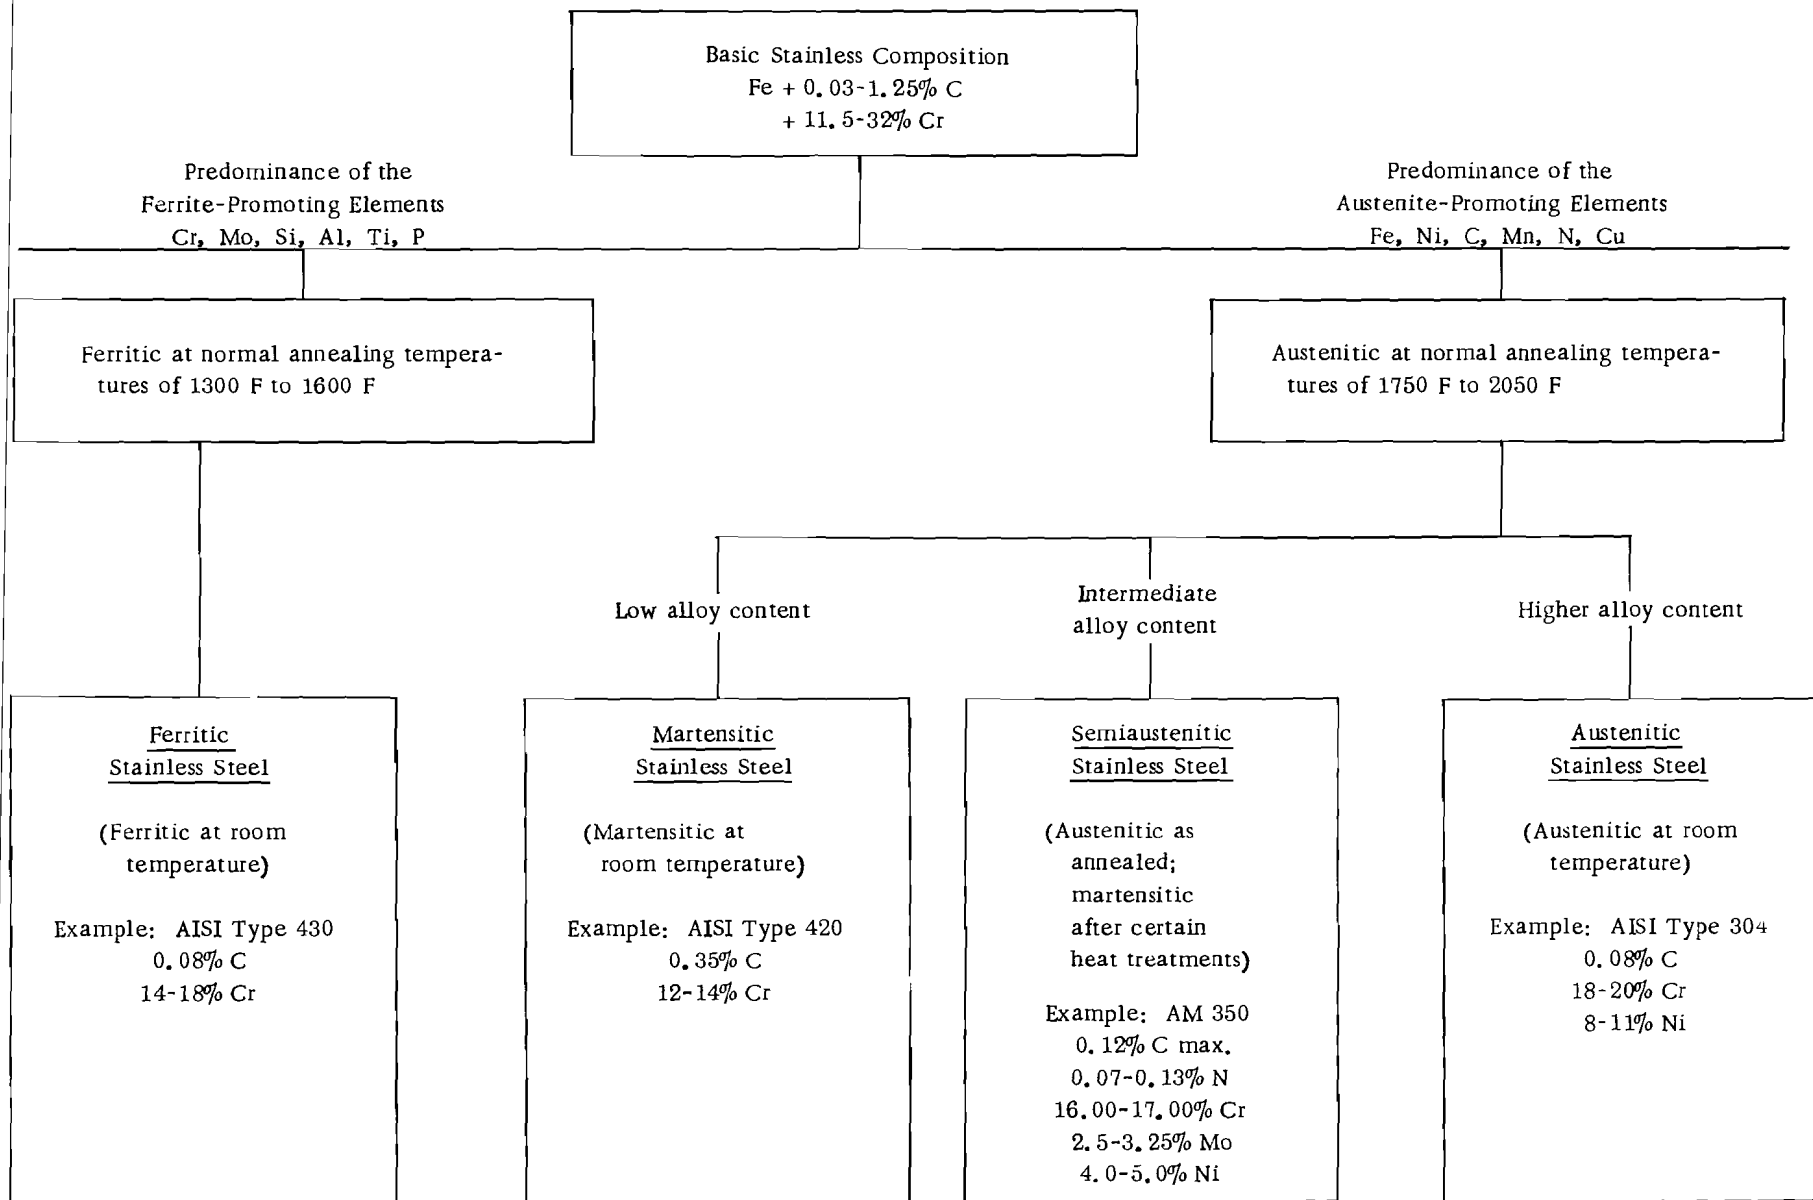 Basic Stainless Composition
Fe + 0.03-1.25% C
+ 11.5-32% Cr
Predominance of the
Ferrite-Promoting Elements
Cr, Mo, Si, Al, Ti, P
Predominance of the
Austenite-Promoting Elements
Fe, Ni, C, Mn, N, Cu
Ferritic at normal annealing tempera-
tures of 1300 F to 1600 F
Austenitic at normal annealing tempera-
tures of 1750 F to 2050 F
Low alloy content
Intermediate
alloy content
Higher alloy content
Ferritic
Stainless Steel
(Ferritic at room
temperature)
Example: AISI Type 430
0.08% C
14-18% Cr
Martensitic
Stainless Steel
(Martensitic at
room temperature)
Example: AISI Type 420
0.35% C
12-14% Cr
Semiaustenitic
Stainless Steel
(Austenitic as
annealed;
martensitic
after certain
heat treatments)
Example: AM 350
0.12% C max.
0.07-0.13% N
16.00-17.00% Cr
2.5-3.25% Mo
4.0-5.0% Ni
Austenitic
Stainless Steel
(Austenitic at room
temperature)
Example: AISI Type 304
0.08% C
18-20% Cr
8-11% Ni